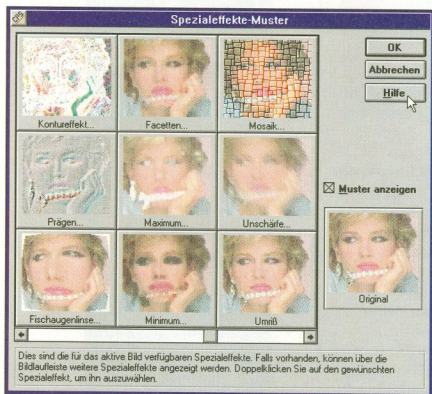 Spezialeffekte-Muster
Kontureffekt...
Facetten...
Mosaik...
OK
Abbrechen
Hilfe
Prägen...
Maximum...
Unschärfe...
Muster anzeigen
Fischaugenlinse...
Minimum...
Umriß
Original
Dies sind die für das aktive Bild verfügbaren Spezialeffekte. Falls vorhanden, können über die
Bildlaufleiste weitere Spezialeffekte angezeigt werden. Doppelklicken Sie auf den gewünschten
Spezialeffekt, um ihn auszuwählen.